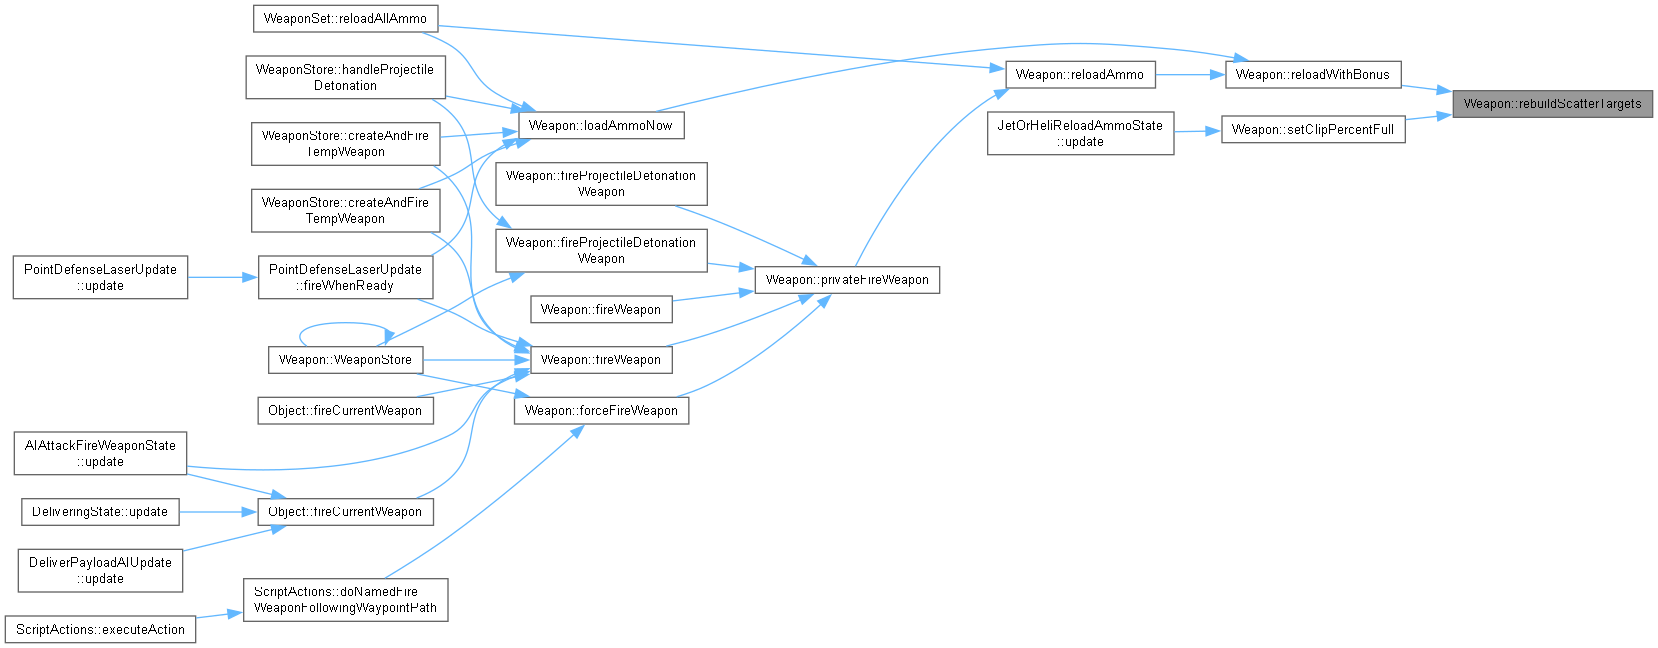 WeaponSet::reloadAllAmmo
WeaponStore::handleProjectile
Detonation
WeaponStore::createAndFire
TempWeapon
WeaponStore::createAndFire
TempWeapon
PointDefenseLaserUpdate
::update
PointDefenseLaserUpdate
::fireWhenReady
Weapon::WeaponStore
Object::fireCurrentWeapon
AIAttackFireWeaponState
::update
DeliveringState::update
Object::fireCurrentWeapon
DeliverPayloadAIUpdate
::update
ScriptActions::doNamedFire
WeaponFollowingWaypointPath
ScriptActions::executeAction
Weapon::loadAmmoNow
Weapon::fireProjectileDetonation
Weapon
Weapon::fireProjectileDetonation
Weapon
Weapon::fireWeapon
Weapon::fireWeapon
Weapon::forceFireWeapon
Weapon::privateFireWeapon
Weapon::reloadAmmo
JetOrHeliReloadAmmoState
::update
Weapon::reloadWithBonus
Weapon::setClipPercentFull
Weapon::rebuildScatterTargets